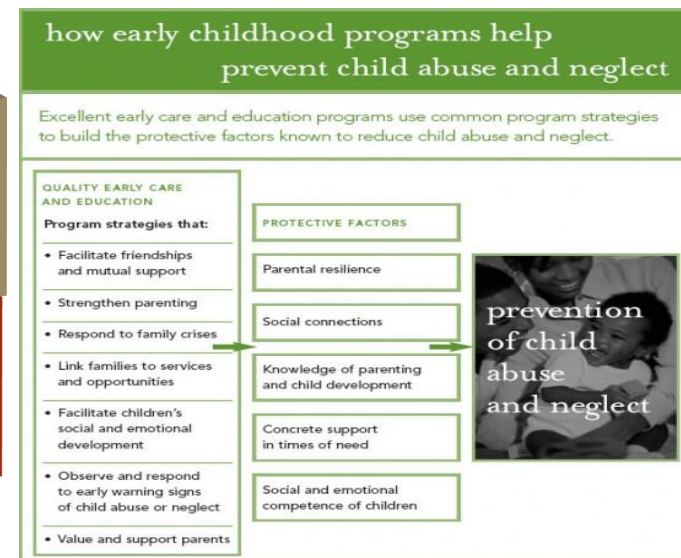 how early childhood programs help
prevent child abuse and neglect
Excellent early care and education programs use common program strategies
to build the protective factors known to reduce child abuse and neglect.
QUALITY EARLY CARE
AND EDUCATION
Program strategies that:
• Facilitate friendships
and mutual support
• Strengthen parenting
• Respond to family crises
• Link families to services
and opportunities
• Facilitate children's
social and emotional
development
• Observe and respond
to early warning signs
of child abuse or neglect
• Value and support parents
PROTECTIVE FACTORS
Parental resilience
Social connections
Knowledge of parenting
and child development
Concrete support
in times of need
Social and emotional
competence of children
prevention
of child
abuse
and neglect